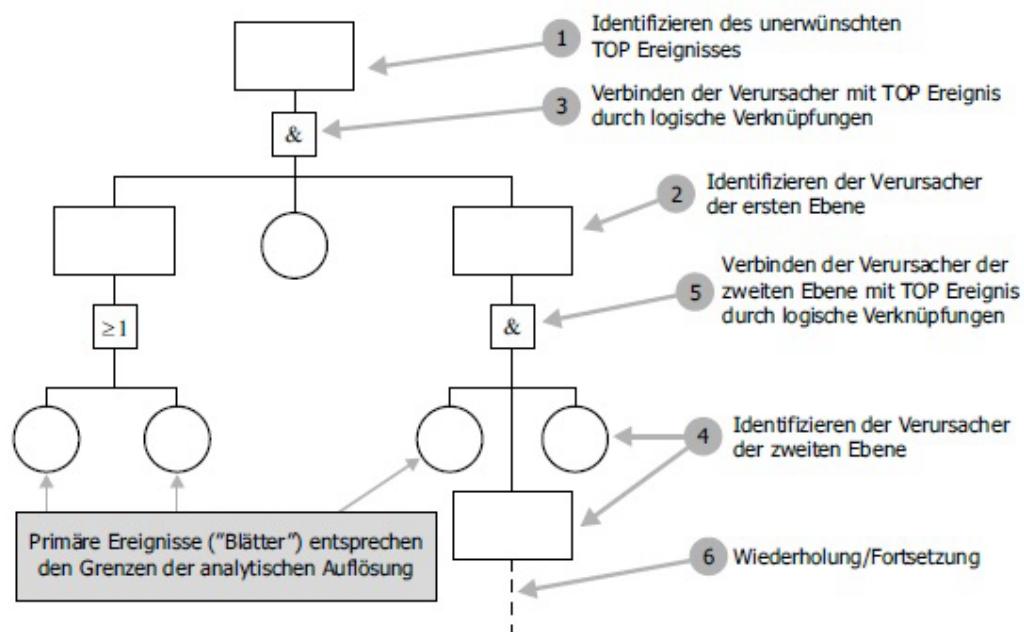 1
Identifizieren des unerwünschten
TOP Ereignisses
3
Verbinden der Verursacher mit TOP Ereignis
durch logische Verknüpfungen
&
2
Identifizieren der Verursacher
der ersten Ebene
5
Verbinden der Verursacher der
zweiten Ebene mit TOP Ereignis
durch logische Verknüpfungen
≥1
&
4
Identifizieren der Verursacher
der zweiten Ebene
Primäre Ereignisse ("Blätter") entsprechen
den Grenzen der analytischen Auflösung
6
Wiederholung/Fortsetzung